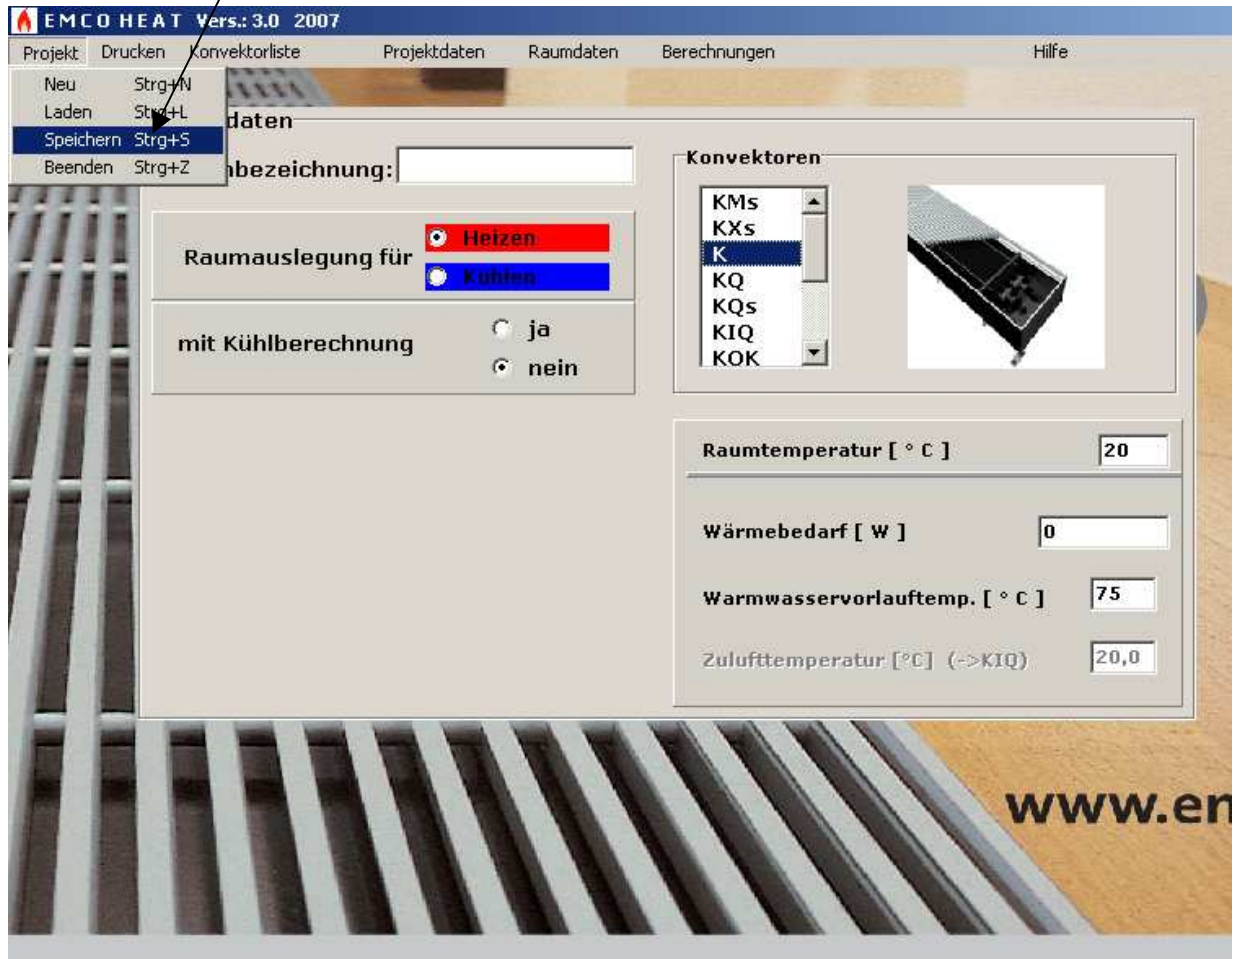 EMCO HEAT Vers.: 3.0 2007
Projekt Drucken Konvektorliste Projektdaten Raumdaten Berechnungen Hilfe
Neu Strg+N
Laden Strg+L
Speichern Strg+S
Beenden Strg+Z
daten
nbezeichnung:
Raumauslegung für
Heizen
Kühlen
mit Kühlberechnung
ja
nein
Konvektoren
KMs
KXs
K
KQ
KQs
KIQ
KOK
Raumtemperatur [ ° C ] 20
Wärmebedarf [ W ] 0
Warmwasservorlauftemp. [ ° C ] 75
Zulufttemperatur [°C] (->KIQ) 20,0
www.en